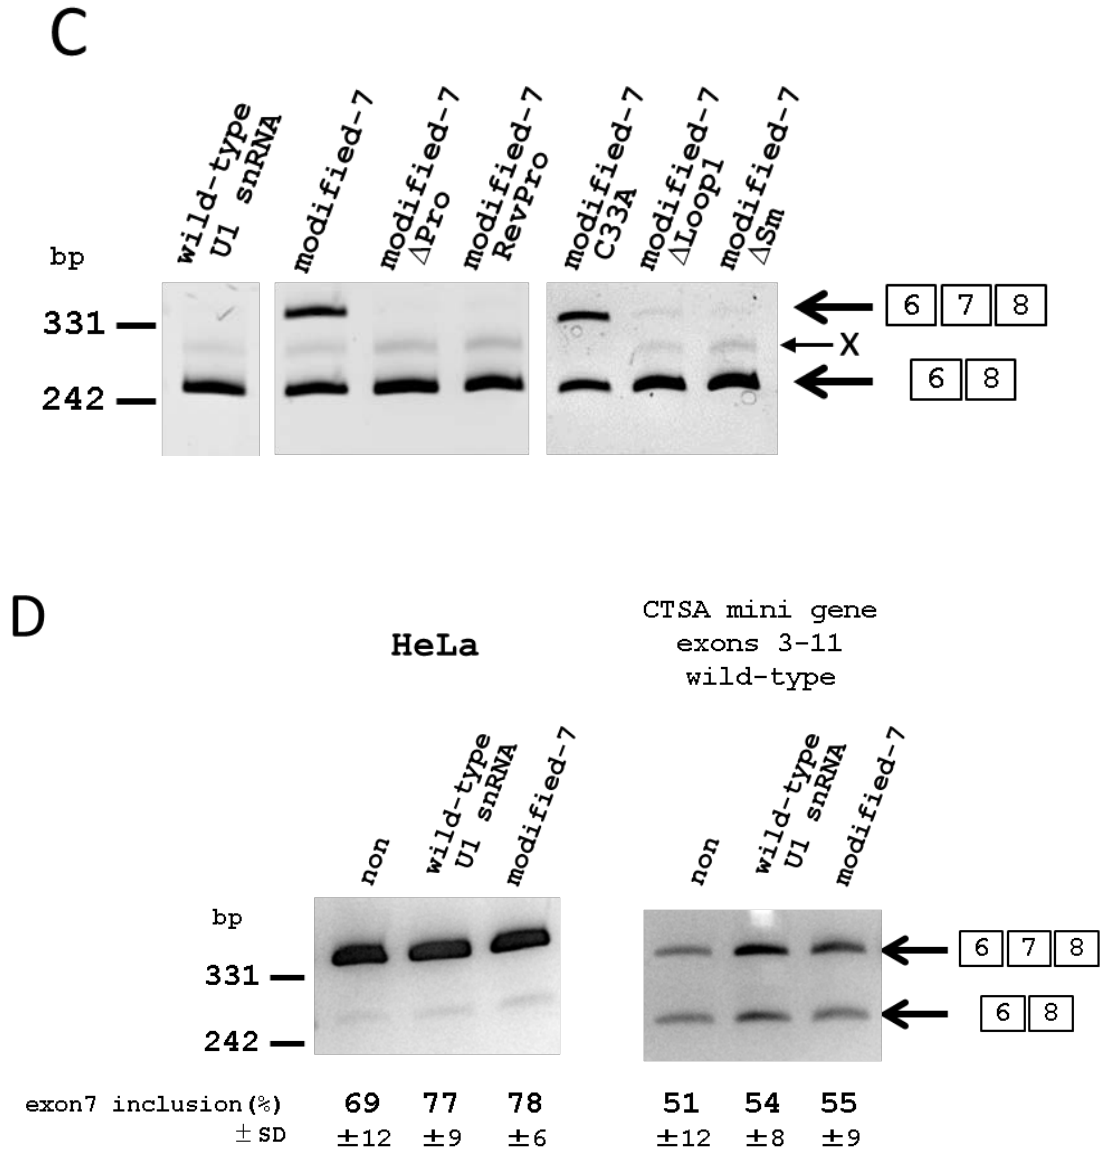 C
wild-type
U1 snRNA
modified-7
modified-7
ΔPro
modified-7
RevPro
modified-7
C33A
modified-7
ΔLoop1
modified-7
ΔSm
bp
331
242
6 7 8
X
6 8
D
HeLa
CTSA mini gene
exons 3-11
wild-type
non
wild-type
U1 snRNA
modified-7
non
wild-type
U1 snRNA
modified-7
bp
331
242
6 7 8
6 8
exon7 inclusion(%) 69 77 78 51 54 55
±SD ±12 ±9 ±6 ±12 ±8 ±9